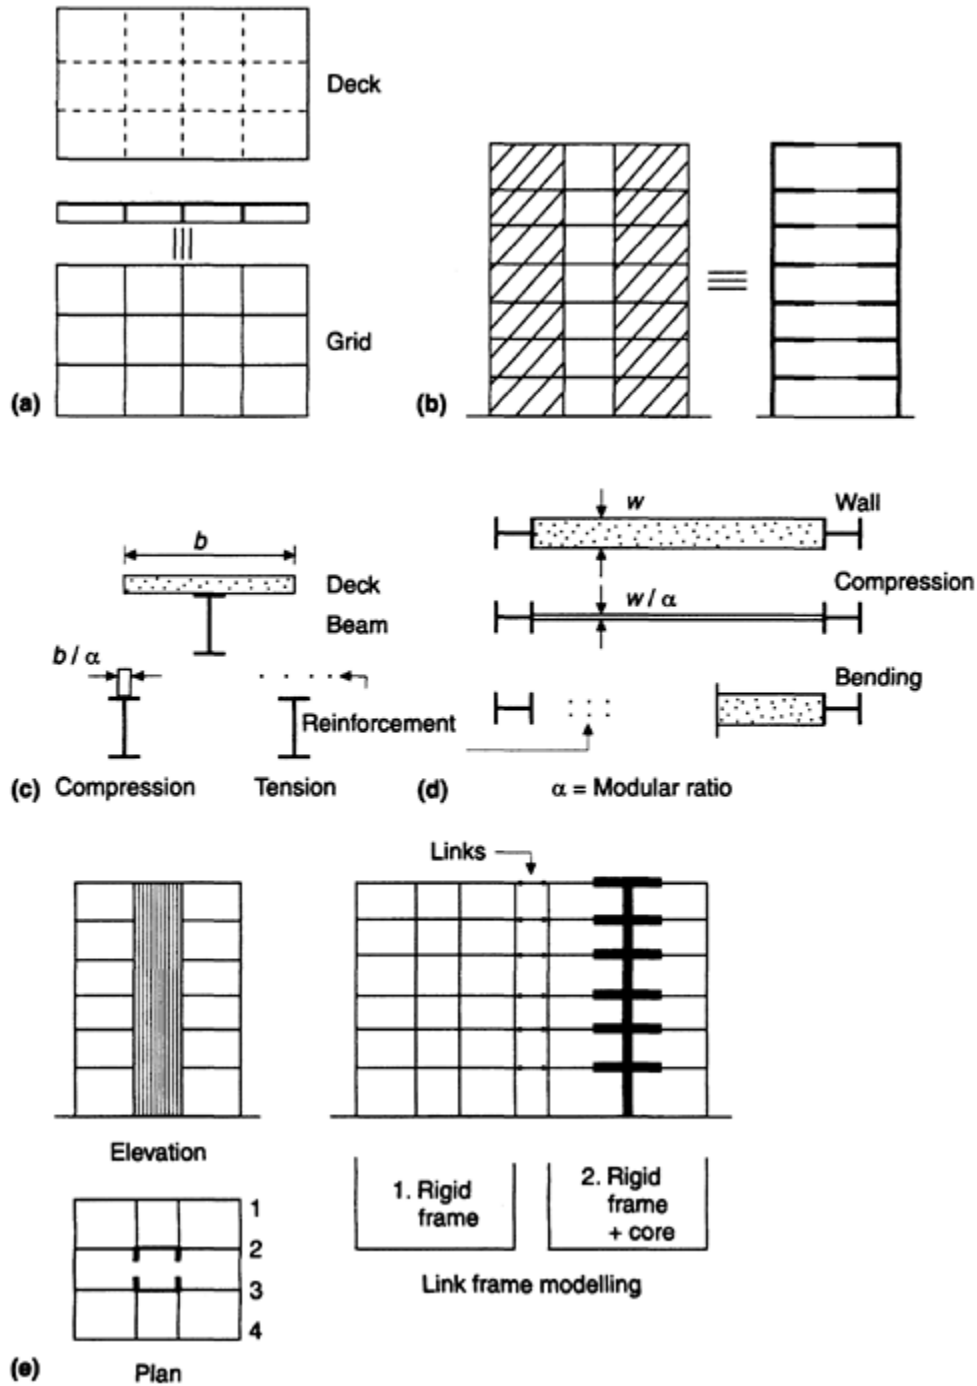 Deck
Grid
(a)
(b)
b
Deck
Beam
b / α
Reinforcement
(c) Compression Tension
w
Wall
w / α
Compression
Bending
(d) α = Modular ratio
Links
Elevation
1. Rigid
frame
2. Rigid
frame
+ core
Link frame modelling
1
2
3
4
(e) Plan